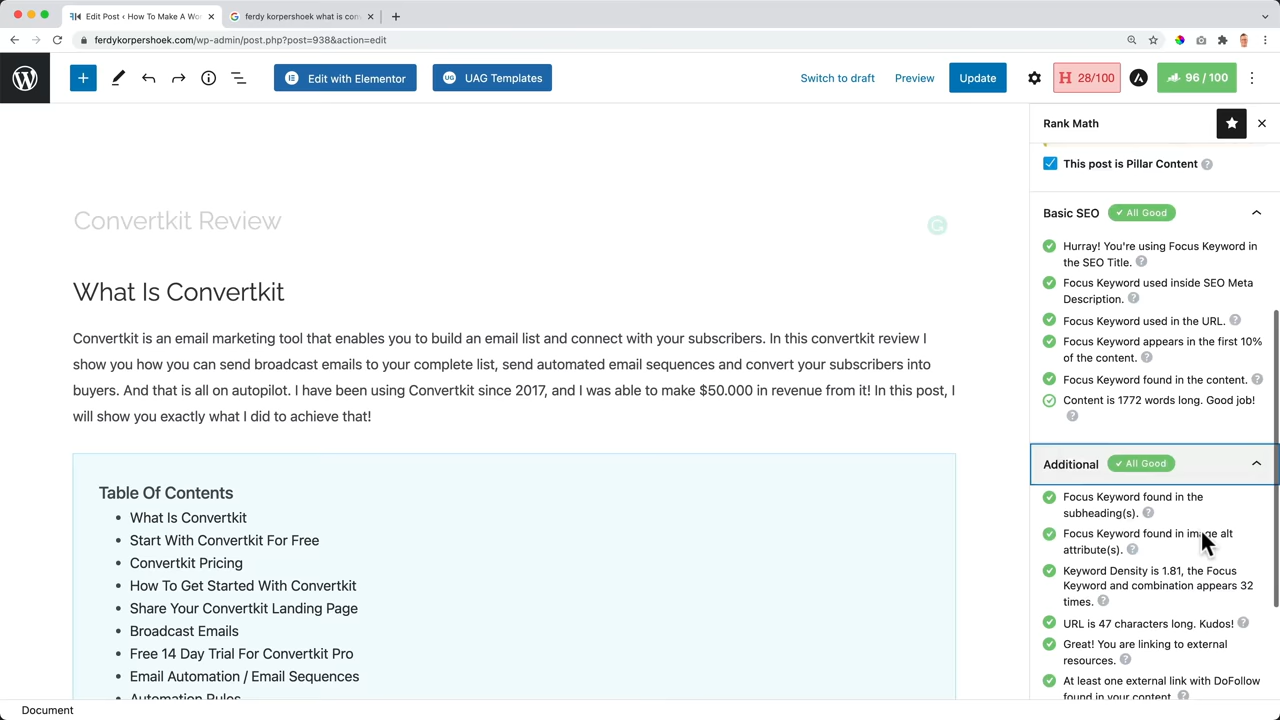 Edit Post ‹ How To Make A Wor
ferdy korpershoek what is con
ferdykorpershoek.com/wp-admin/post.php?post=938&action=edit
Edit with Elementor
UAG Templates
Switch to draft
Preview
Update
28/100
96 / 100
Rank Math
This post is Pillar Content
Convertkit Review
What Is Convertkit
Convertkit is an email marketing tool that enables you to build an email list and connect with your subscribers. In this convertkit review I
show you how you can send broadcast emails to your complete list, send automated email sequences and convert your subscribers into
buyers. And that is all on autopilot. I have been using Convertkit since 2017, and I was able to make $50.000 in revenue from it! In this post, I
will show you exactly what I did to achieve that!
Table Of Contents
• What Is Convertkit
• Start With Convertkit For Free
• Convertkit Pricing
• How To Get Started With Convertkit
• Share Your Convertkit Landing Page
• Broadcast Emails
• Free 14 Day Trial For Convertkit Pro
• Email Automation / Email Sequences
• Automation Rules
Basic SEO
All Good
Hurray! You're using Focus Keyword in
the SEO Title.
Focus Keyword used inside SEO Meta
Description.
Focus Keyword used in the URL.
Focus Keyword appears in the first 10%
of the content.
Focus Keyword found in the content.
Content is 1772 words long. Good job!
Additional
All Good
Focus Keyword found in the
subheading(s).
Focus Keyword found in image alt
attribute(s).
Keyword Density is 1.81, the Focus
Keyword and combination appears 32
times.
URL is 47 characters long. Kudos!
Great! You are linking to external
resources.
At least one external link with DoFollow
found in your content.
Document